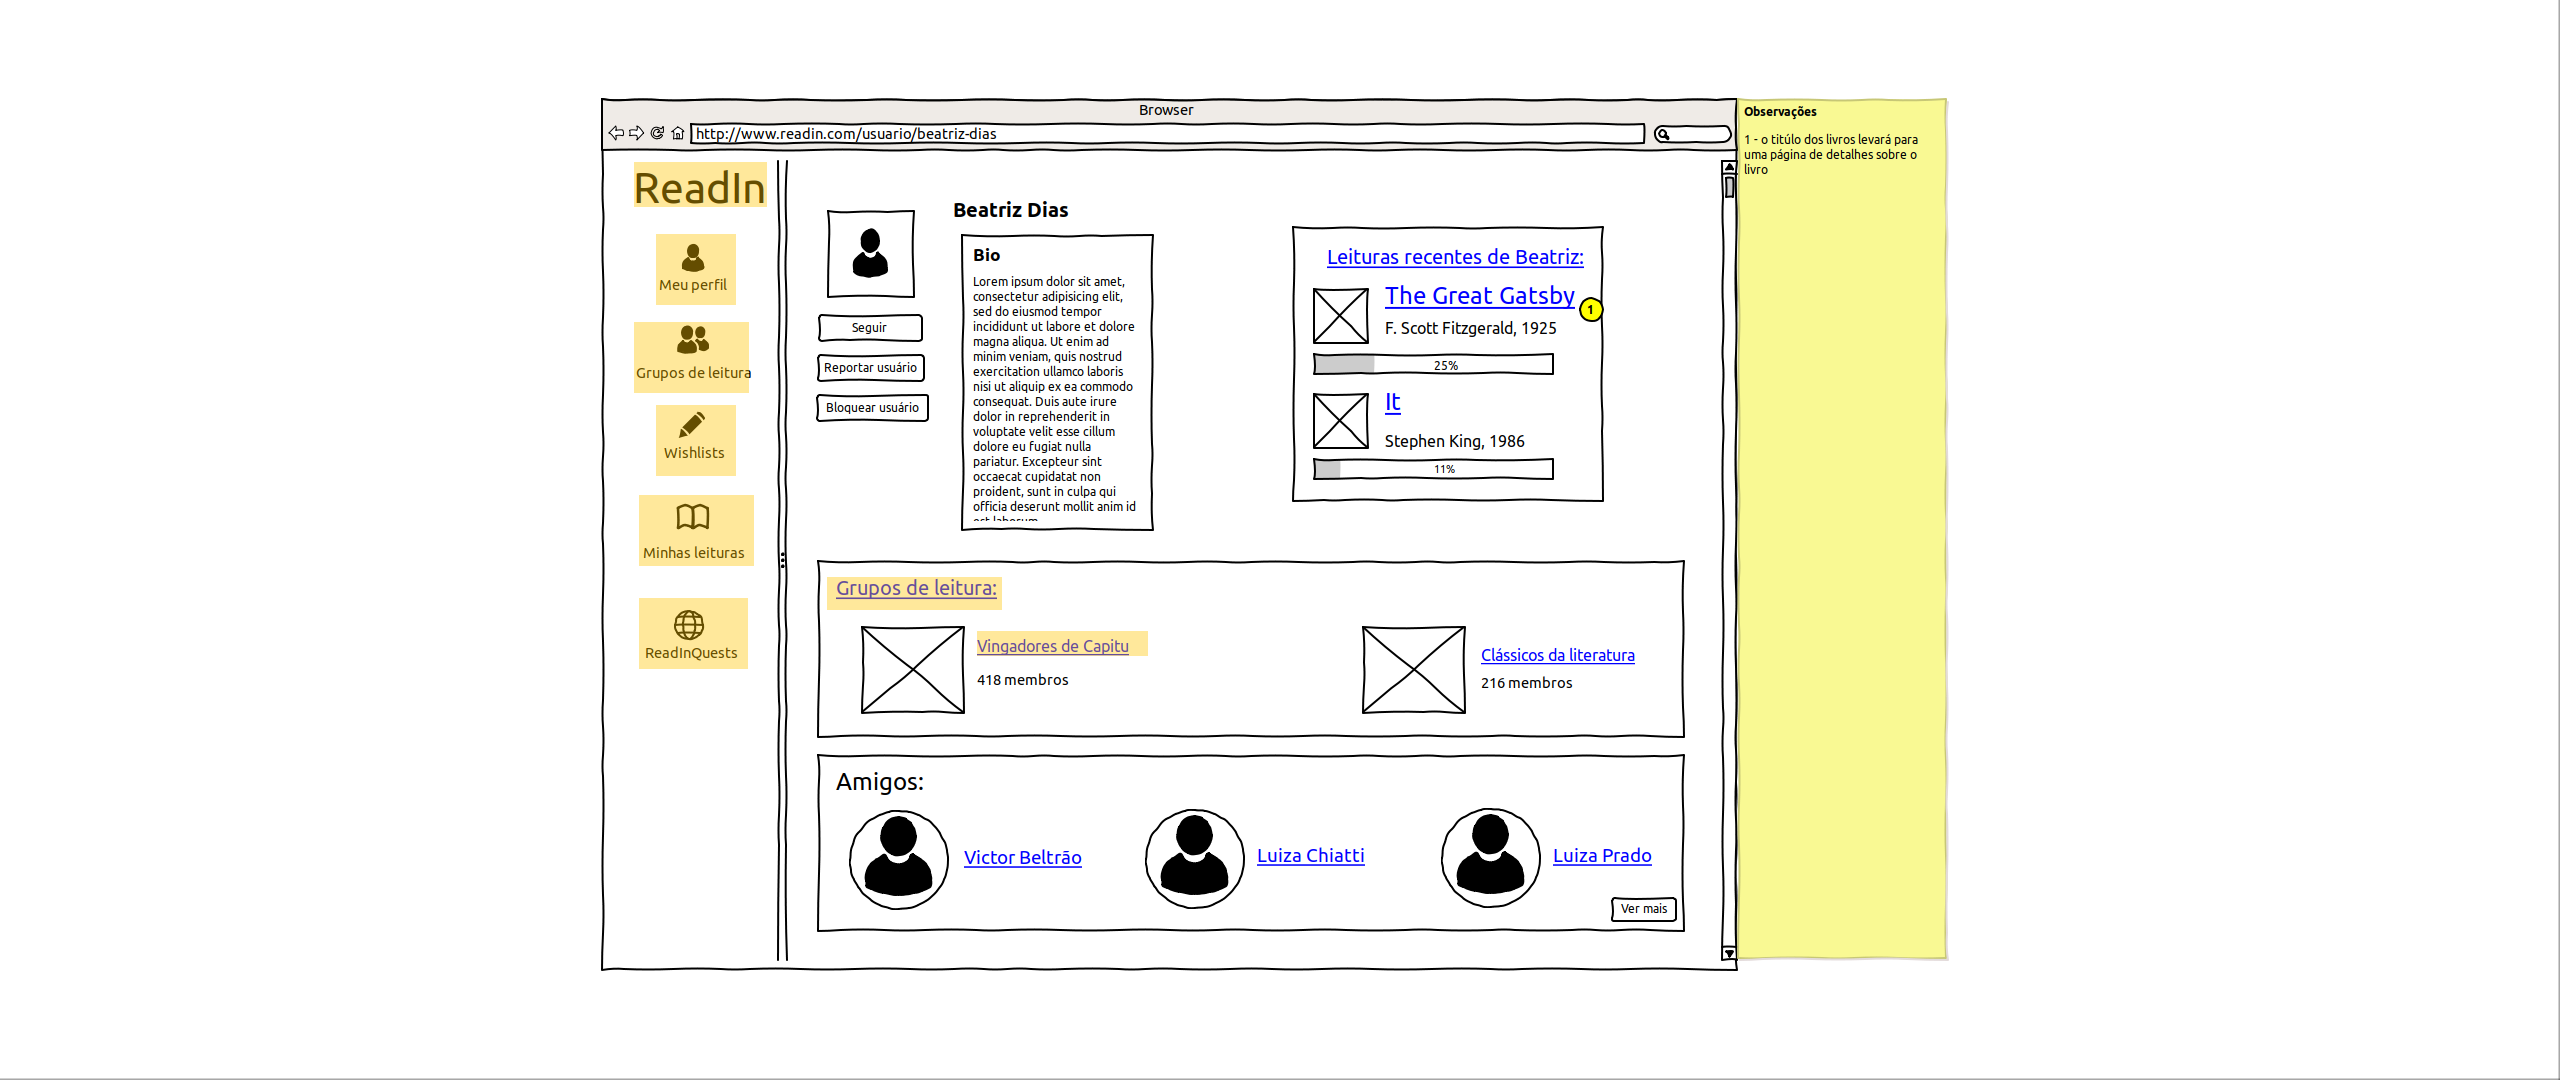 Browser
http://www.readin.com/usuario/beatriz-dias
ReadIn
Meu perfil
Grupos de leitura
Wishlists
Minhas leituras
ReadInQuests
Beatriz Dias
Seguir
Reportar usuário
Bloquear usuário
Bio
Lorem ipsum dolor sit amet,
consectetur adipisicing elit,
sed do eiusmod tempor
incididunt ut labore et dolore
magna aliqua. Ut enim ad
minim veniam, quis nostrud
exercitation ullamco laboris
nisi ut aliquip ex ea commodo
consequat. Duis aute irure
dolor in reprehenderit in
voluptate velit esse cillum
dolore eu fugiat nulla
pariatur. Excepteur sint
occaecat cupidatat non
proident, sunt in culpa qui
officia deserunt mollit anim id
est laborum.
Leituras recentes de Beatriz:
The Great Gatsby
1
F. Scott Fitzgerald, 1925
25%
It
Stephen King, 1986
11%
Grupos de leitura:
Vingadores de Capitu
418 membros
Clássicos da literatura
216 membros
Amigos:
Victor Beltrão
Luiza Chiatti
Luiza Prado
Ver mais
Observações
1 - o titúlo dos livros levará para
uma página de detalhes sobre o
livro